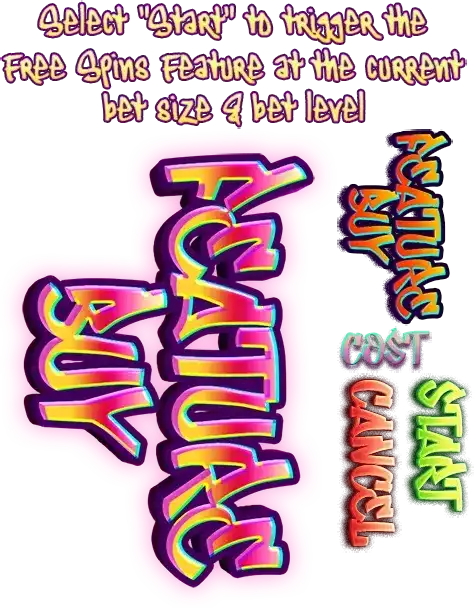 Select "Start" to trigger the
Free Spins Feature at the current
bet size & bet level
FEATURE
BUY
FEATURE
BUY
COST
START
CANCEL